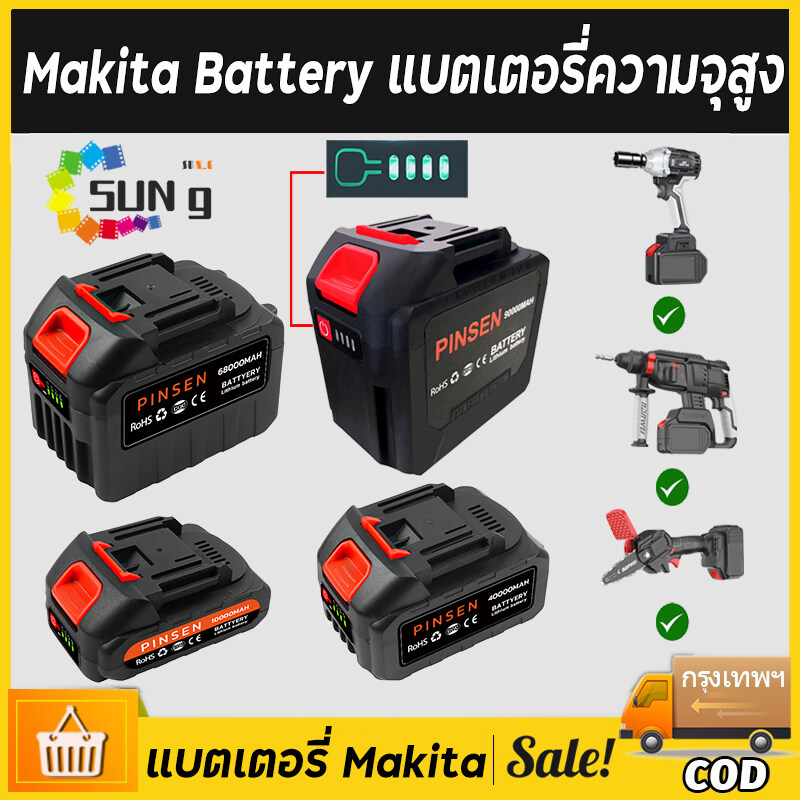 Makita Battery แบตเตอรี่ความจุสูง
SUN.G
SUN g
PINSEN
68000MAH
BATTYERY
Lithium battery
RoHS CE
PINSEN
90000MAH
BATTERY
Lithium battery
RoHS CE
PINSEN
10000MAH
BATTYERY
Lithium battery
RoHS CE
PINSEN
40000MAH
BATTYERY
Lithium battery
RoHS CE
กรุงเทพฯ
แบตเตอรี่ Makita
Sale!
COD